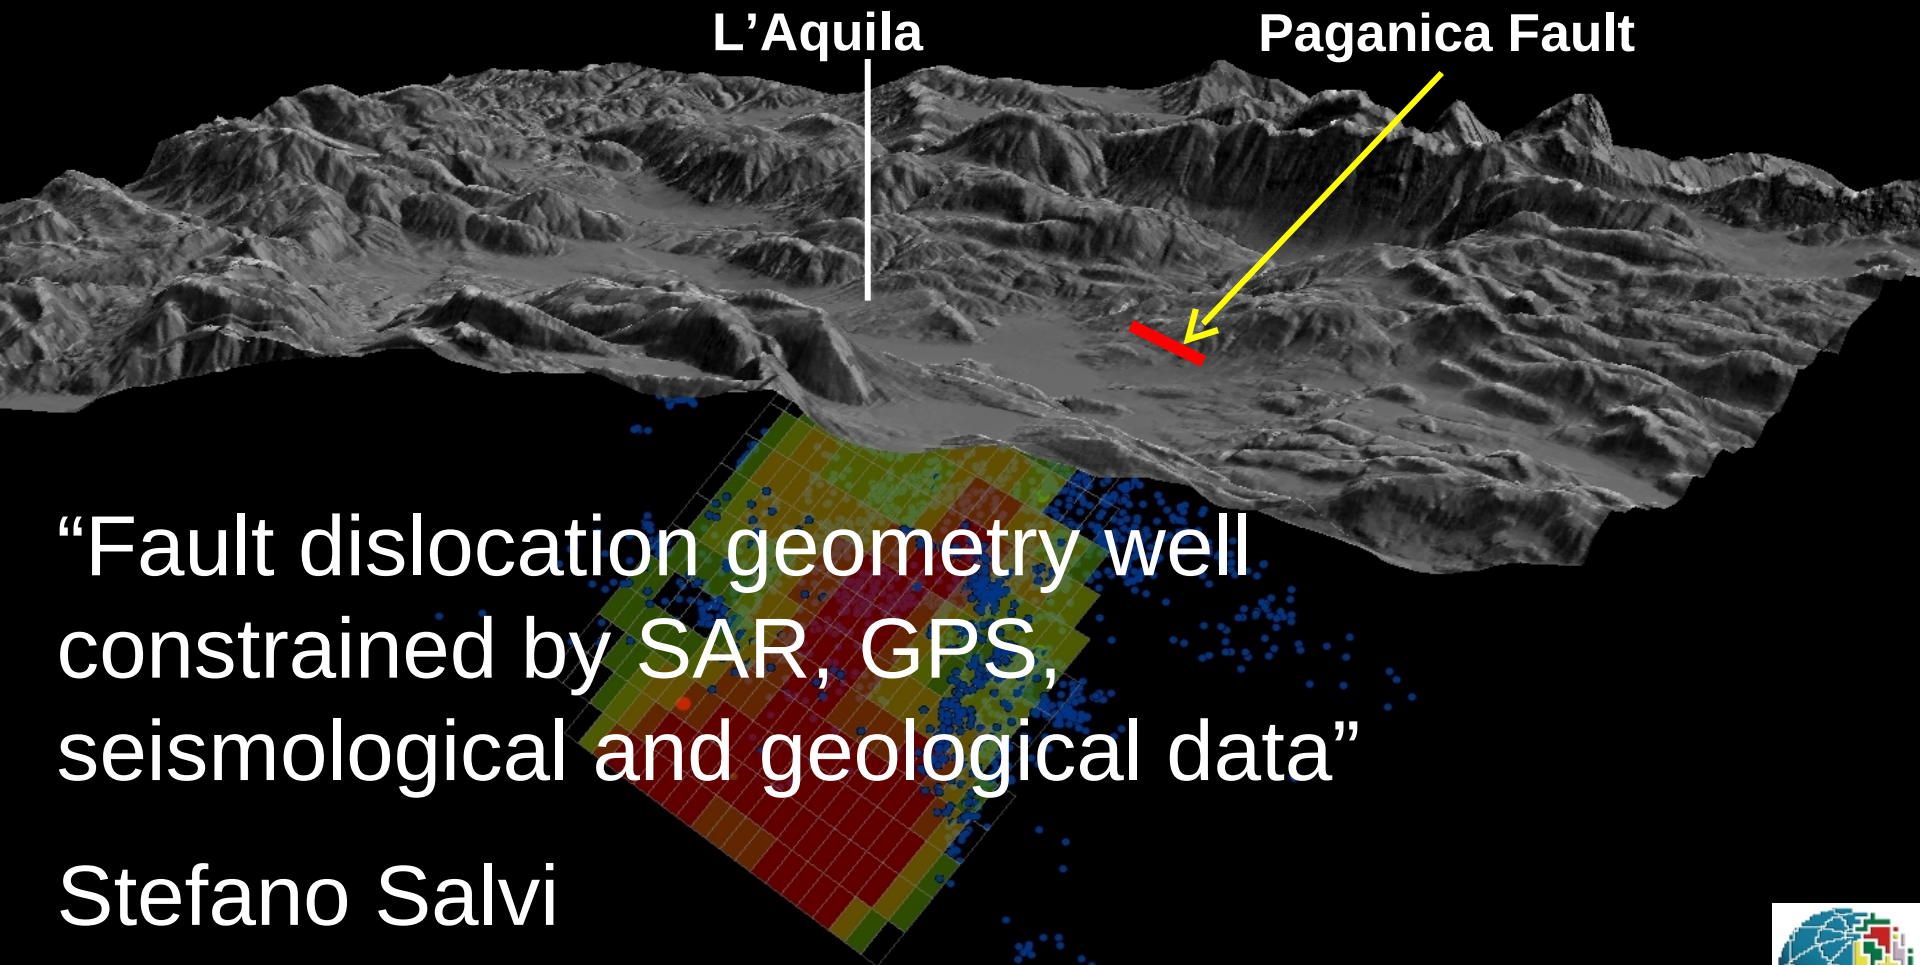 L’Aquila
Paganica Fault
“Fault dislocation geometry well
constrained by SAR, GPS,
seismological and geological data”
Stefano Salvi